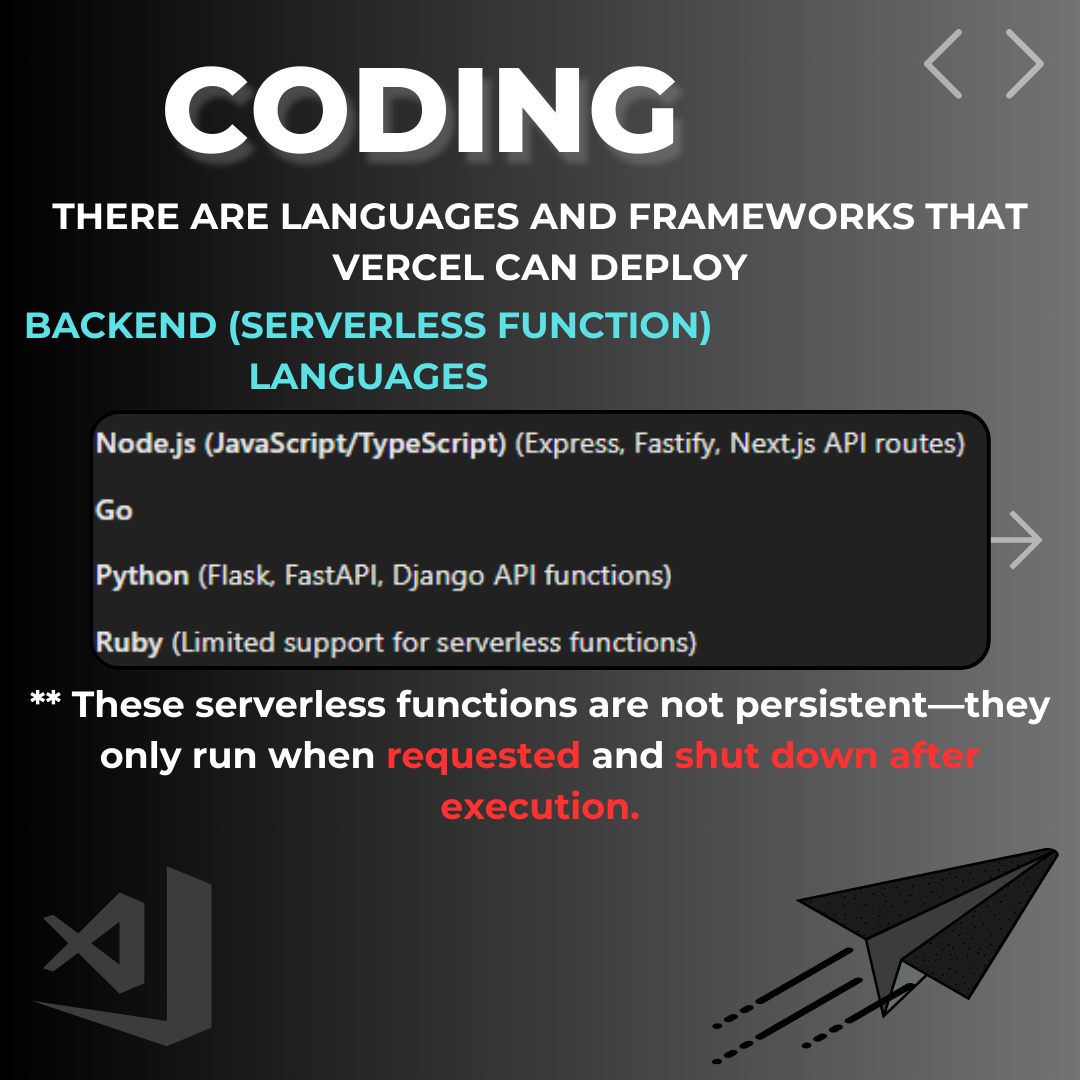 CODING
THERE ARE LANGUAGES AND FRAMEWORKS THAT
VERCEL CAN DEPLOY
BACKEND (SERVERLESS FUNCTION)
LANGUAGES
Node.js (JavaScript/TypeScript) (Express, Fastify, Next.js API routes)
Go
Python (Flask, FastAPI, Django API functions)
Ruby (Limited support for serverless functions)
** These serverless functions are not persistent—they
only run when requested and shut down after
execution.